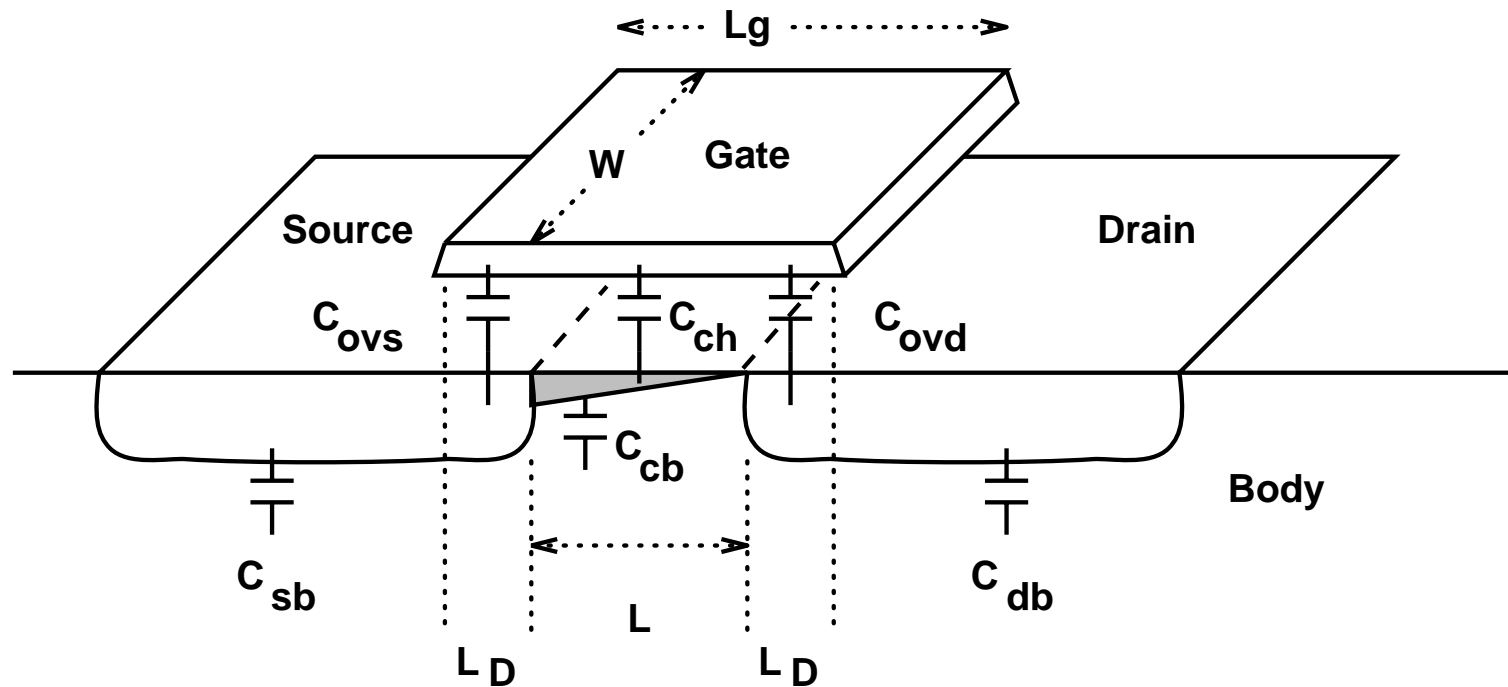 Lg
W
Gate
Source
Drain
Covs
Cch
Covd
Ccb
Body
Csb
L
Cdb
LD
LD